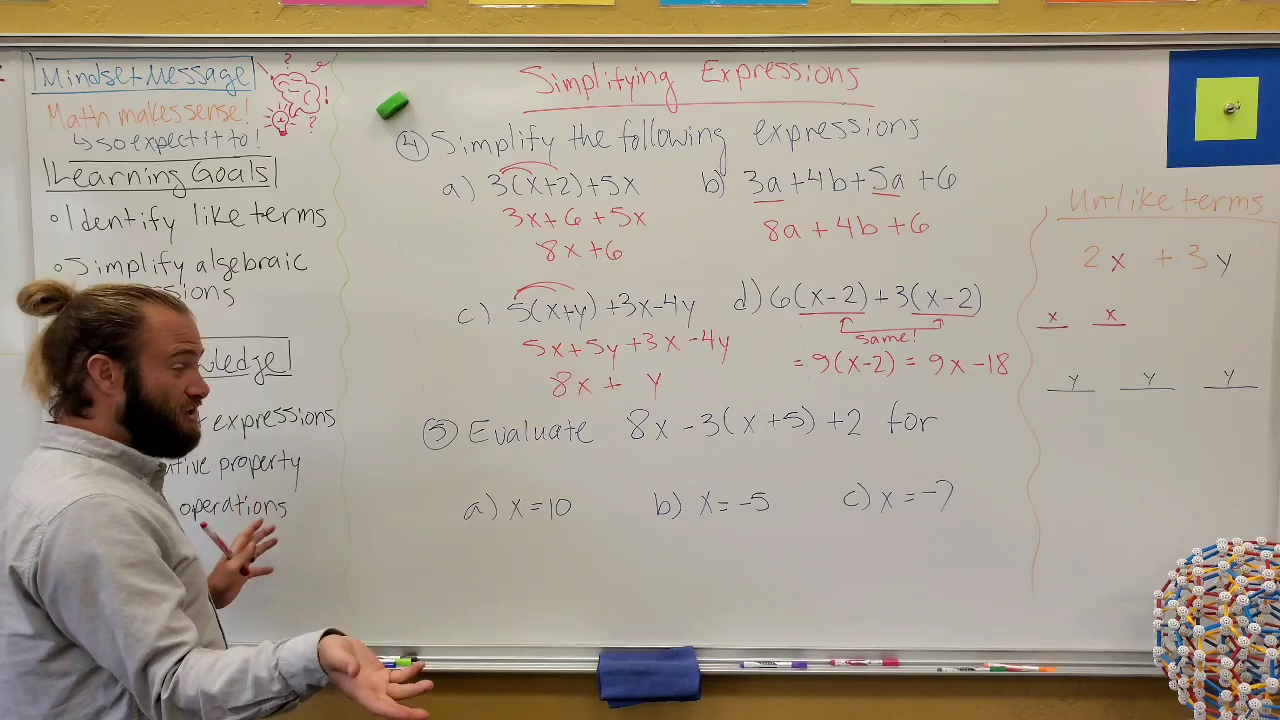 Mindset Message
Math makes sense!
↳ so expect it to!
Learning Goals
• Identify like terms
• Simplify algebraic
Simplifying Expressions
④ Simplify the following expressions
a) 3(x+2)+5x
3x+6+5x
8x+6
b) 3a+4b+5a+6
8a+4b+6
c) 5(x+y)+3x-4y
5x+5y+3x-4y
8x + y
d) 6(x-2)+3(x-2)
same!
= 9(x-2) = 9x-18
⑤ Evaluate 8x-3(x+5)+2 for
a) x=10
b) x=-5
c) x=-7
expressions
property
operations
Unlike terms
2x + 3y
x x
y y y